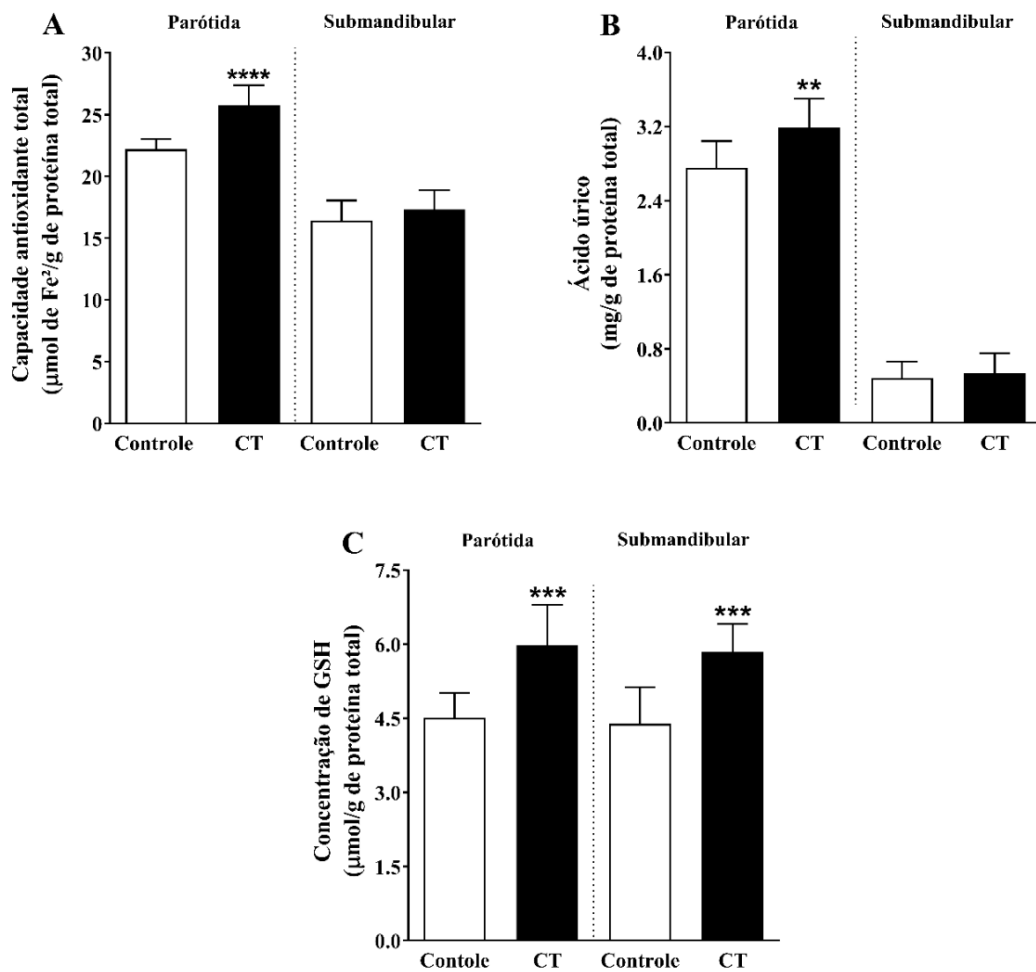 A
Parótida Submandibular
Capacidade antioxidante total
(µmol de Fe²/g de proteína total)
30
25
20
15
10
5
0
****
Controle CT Controle CT
B
Parótida Submandibular
Ácido úrico
(mg/g de proteína total)
4.0
3.2
2.4
1.6
0.8
0.0
**
Controle CT Controle CT
C
Parótida Submandibular
Concentração de GSH
(µmol/g de proteína total)
7.5
6.0
4.5
3.0
1.5
0.0
*** ***
Contole CT Controle CT